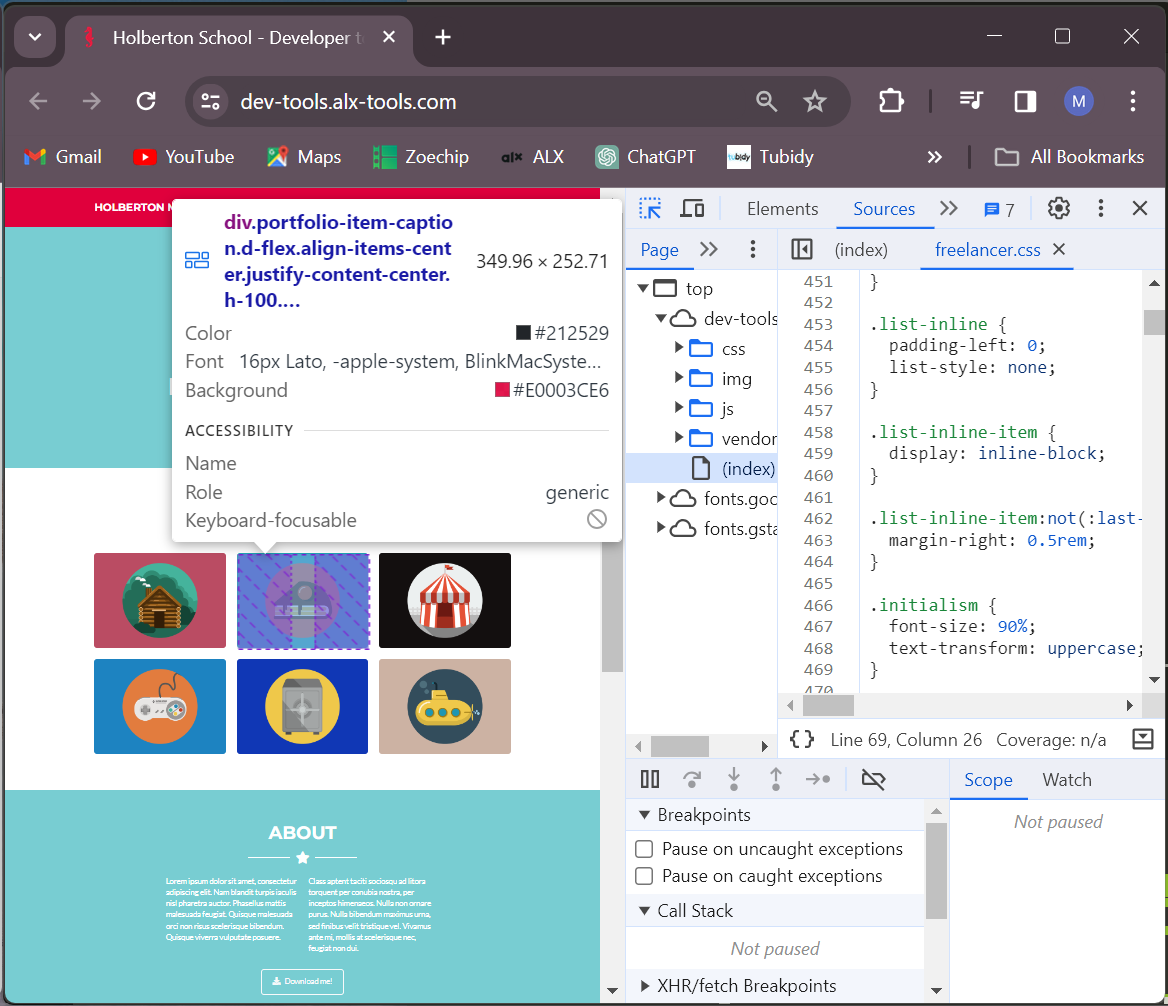 Holberton School - Developer to
dev-tools.alx-tools.com
M
Gmail
YouTube
Maps
Zoechip
alx ALX
ChatGPT
tubidy Tubidy
All Bookmarks
HOLBERTON
div.portfolio-item-captio
n.d-flex.align-items-cent
er.justify-content-center.
h-100.…
349.96 × 252.71
Color #212529
Font 16px Lato, -apple-system, BlinkMacSyste…
Background #E0003CE6
ACCESSIBILITY
Name
Role generic
Keyboard-focusable
ABOUT
Lorem ipsum dolor sit amet, consectetur
adipiscing elit. Nam blandit turpis iaculis
nisl pharetra auctor. Phasellus mattis
malesuada feugiat. Quisque malesuada
orci non risus scelerisque bibendum.
Quisque viverra vulputate posuere.
Class aptent taciti sociosqu ad litora
torquent per conubia nostra, per
inceptos himenaeos. Nulla non ornare
purus. Nulla bibendum maximus urna,
sed finibus velit tristique vel. Vivamus
ante mi, mollis at scelerisque nec,
feugiat non dui.
Download me!
Elements
Sources
7
Page
(index)
freelancer.css
top
dev-tools
css
img
js
vendor
(index)
fonts.goo
fonts.gsta
451 }
452
453 .list-inline {
454 padding-left: 0;
455 list-style: none;
456 }
457
458 .list-inline-item {
459 display: inline-block;
460 }
461
462 .list-inline-item:not(:last-
463 margin-right: 0.5rem;
464 }
465
466 .initialism {
467 font-size: 90%;
468 text-transform: uppercase;
469 }
470
{} Line 69, Column 26 Coverage: n/a
Scope
Watch
Breakpoints
Pause on uncaught exceptions
Pause on caught exceptions
Call Stack
Not paused
XHR/fetch Breakpoints
Not paused